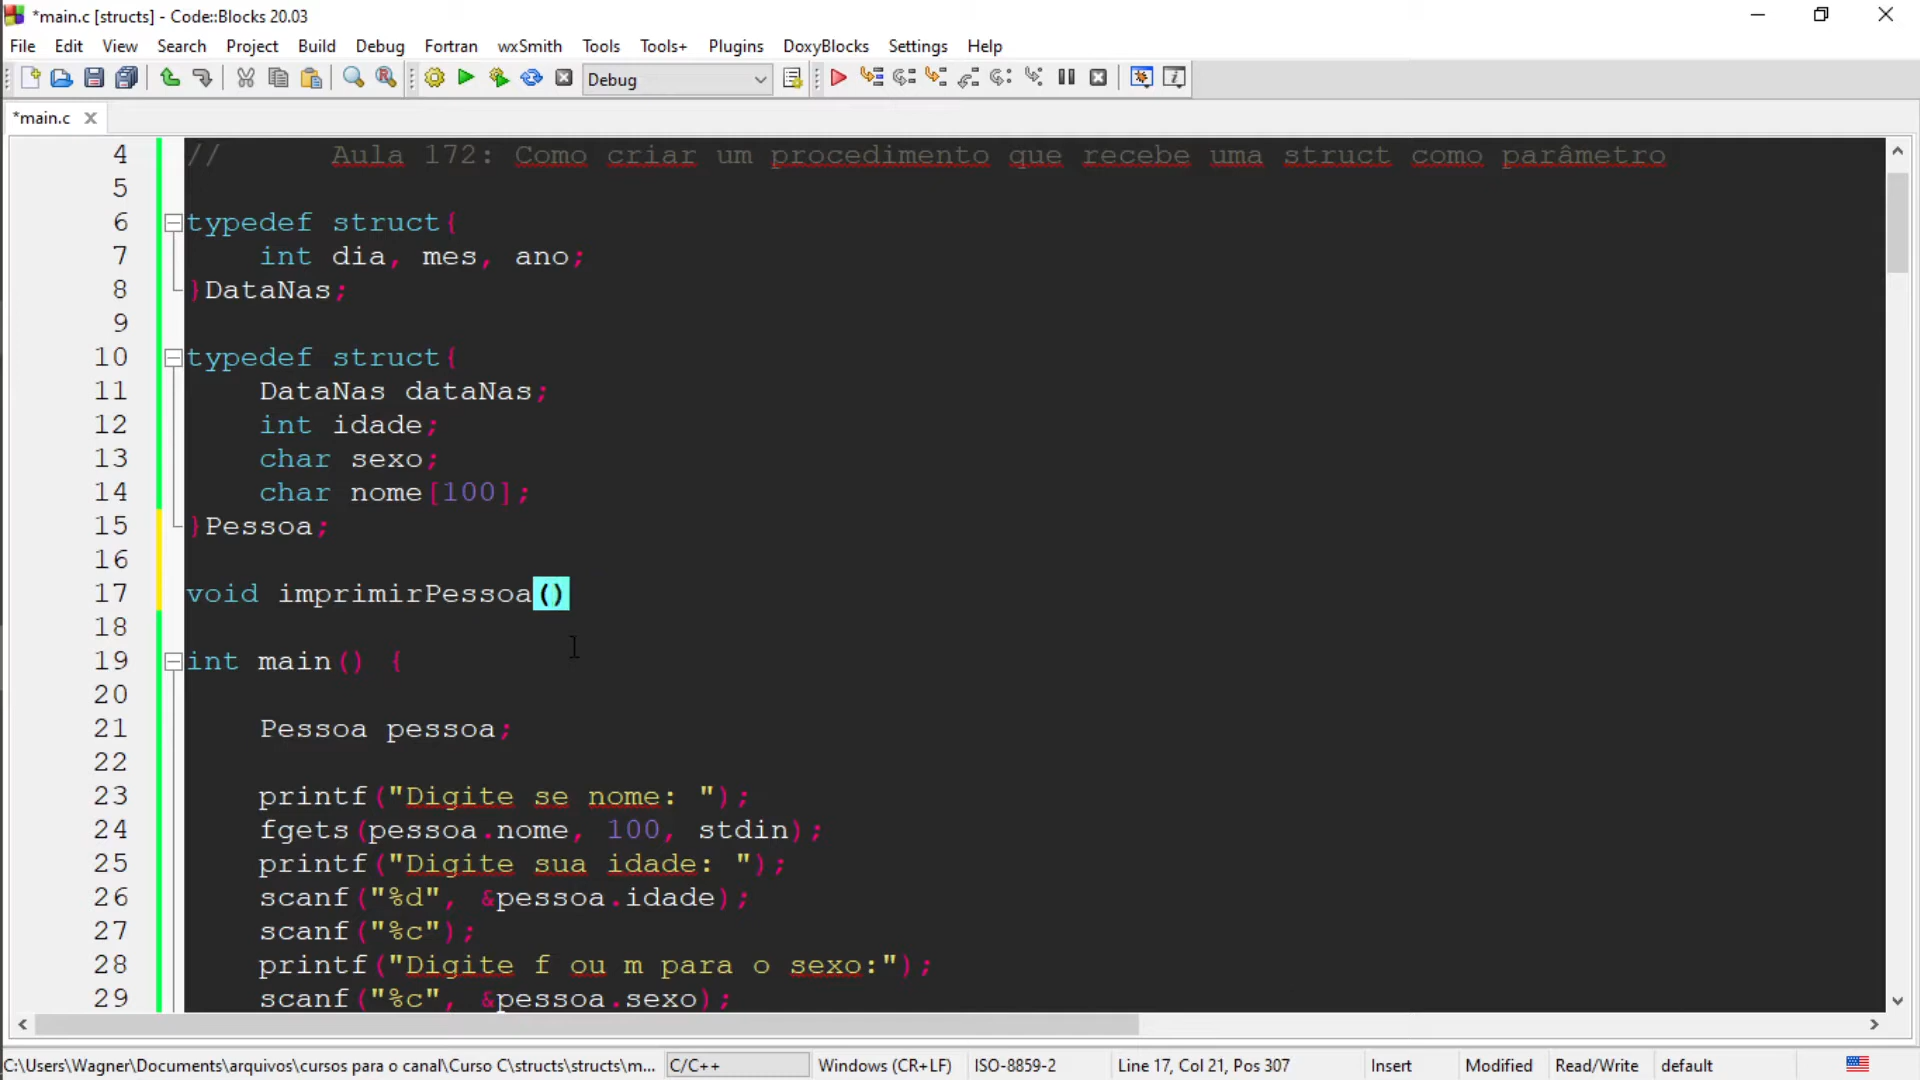 *main.c [structs] - Code::Blocks 20.03
File Edit View Search Project Build Debug Fortran wxSmith Tools Tools+ Plugins DoxyBlocks Settings Help
Debug
*main.c
4 // Aula 172: Como criar um procedimento que recebe uma struct como parâmetro
5
6 typedef struct{
7 int dia, mes, ano;
8 }DataNas;
9
10 typedef struct{
11 DataNas dataNas;
12 int idade;
13 char sexo;
14 char nome[100];
15 }Pessoa;
16
17 void imprimirPessoa()
18
19 int main() {
20
21 Pessoa pessoa;
22
23 printf("Digite se nome: ");
24 fgets(pessoa.nome, 100, stdin);
25 printf("Digite sua idade: ");
26 scanf("%d", &pessoa.idade);
27 scanf("%c");
28 printf("Digite f ou m para o sexo:");
29 scanf("%c", &pessoa.sexo);
C:\Users\Wagner\Documents\arquivos\cursos para o canal\Curso C\structs\structs\m... C/C++ Windows (CR+LF) ISO-8859-2 Line 17, Col 21, Pos 307 Insert Modified Read/Write default